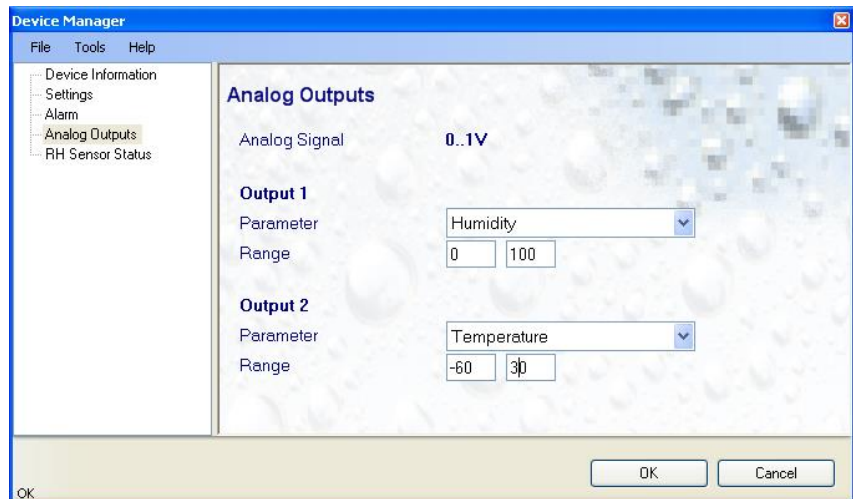 Device Manager
File Tools Help
Device Information
Settings
Alarm
Analog Outputs
RH Sensor Status
Analog Outputs
Analog Signal 0..1V
Output 1
Parameter Humidity
Range 0 100
Output 2
Parameter Temperature
Range -60 30
OK Cancel
OK